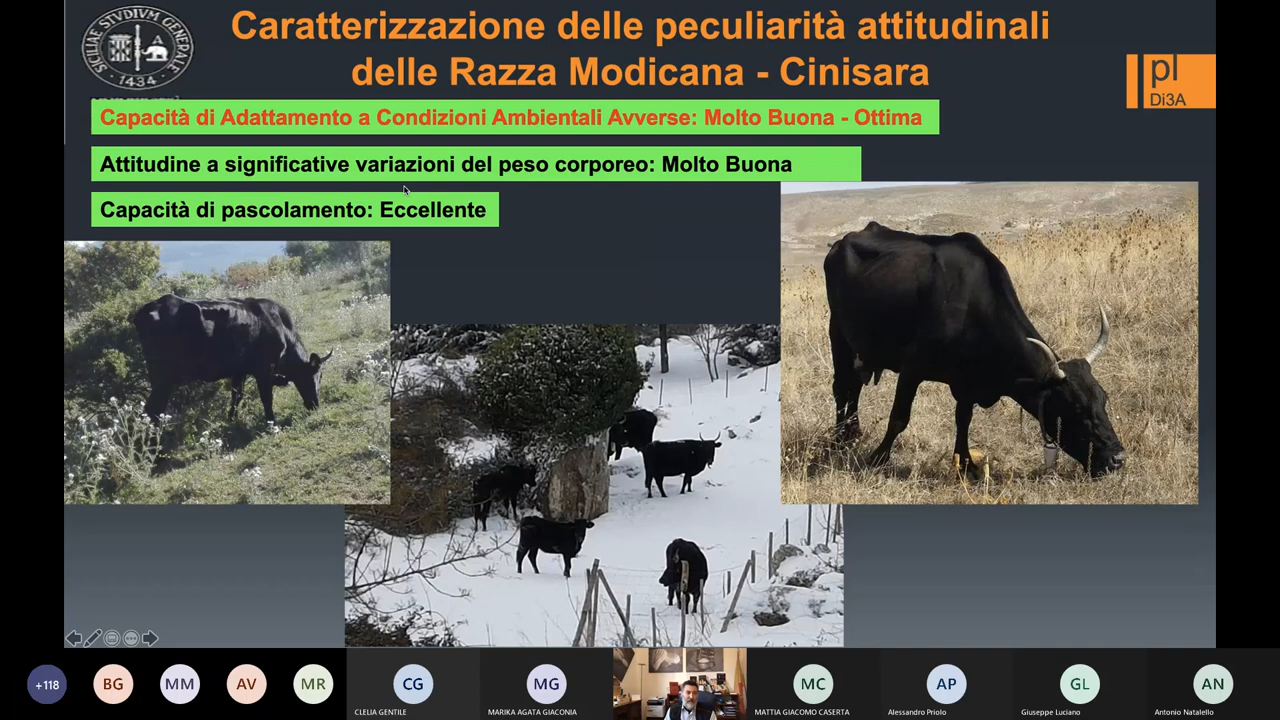 SICILIAE STVDIVM GENERALE
1434
Caratterizzazione delle peculiarità attitudinali
delle Razza Modicana - Cinisara
pl
Di3A
Capacità di Adattamento a Condizioni Ambientali Avverse: Molto Buona - Ottima
Attitudine a significative variazioni del peso corporeo: Molto Buona
Capacità di pascolamento: Eccellente
+118
BG
MM
AV
MR
CG
MG
MC
AP
GL
AN
CLELIA GENTILE
MARIKA AGATA GIACONIA
MATTIA GIACOMO CASERTA
Alessandro Priolo
Giuseppe Luciano
Antonio Natalello